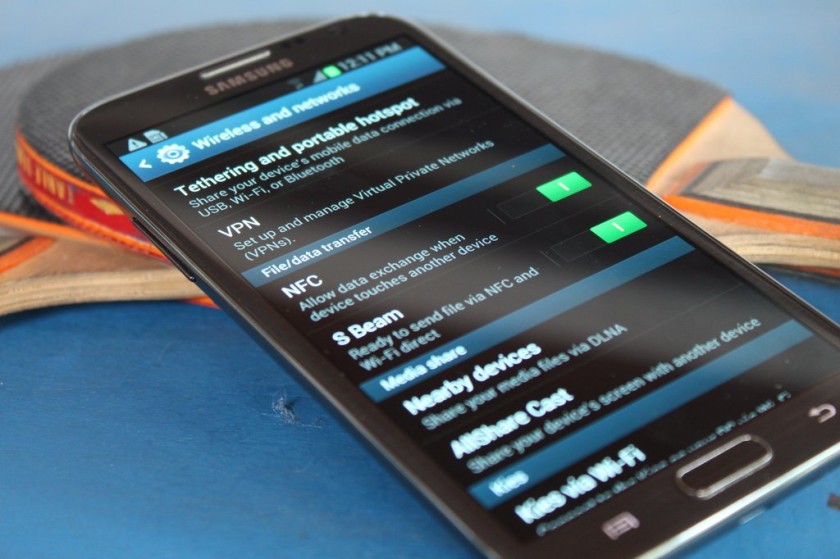 SAMSUNG
12:11 PM
Wireless and networks
Tethering and portable hotspot
Share your device's mobile data connection via
USB, Wi-Fi, or Bluetooth
VPN
Set up and manage Virtual Private Networks
(VPNs).
File/data transfer
NFC
Allow data exchange when
device touches another device
S Beam
Ready to send file via NFC and
Wi-Fi direct
Media share
Nearby devices
Share your media files via DLNA
AllShare Cast
Share your device's screen with another device
Kies
Kies via Wi-Fi